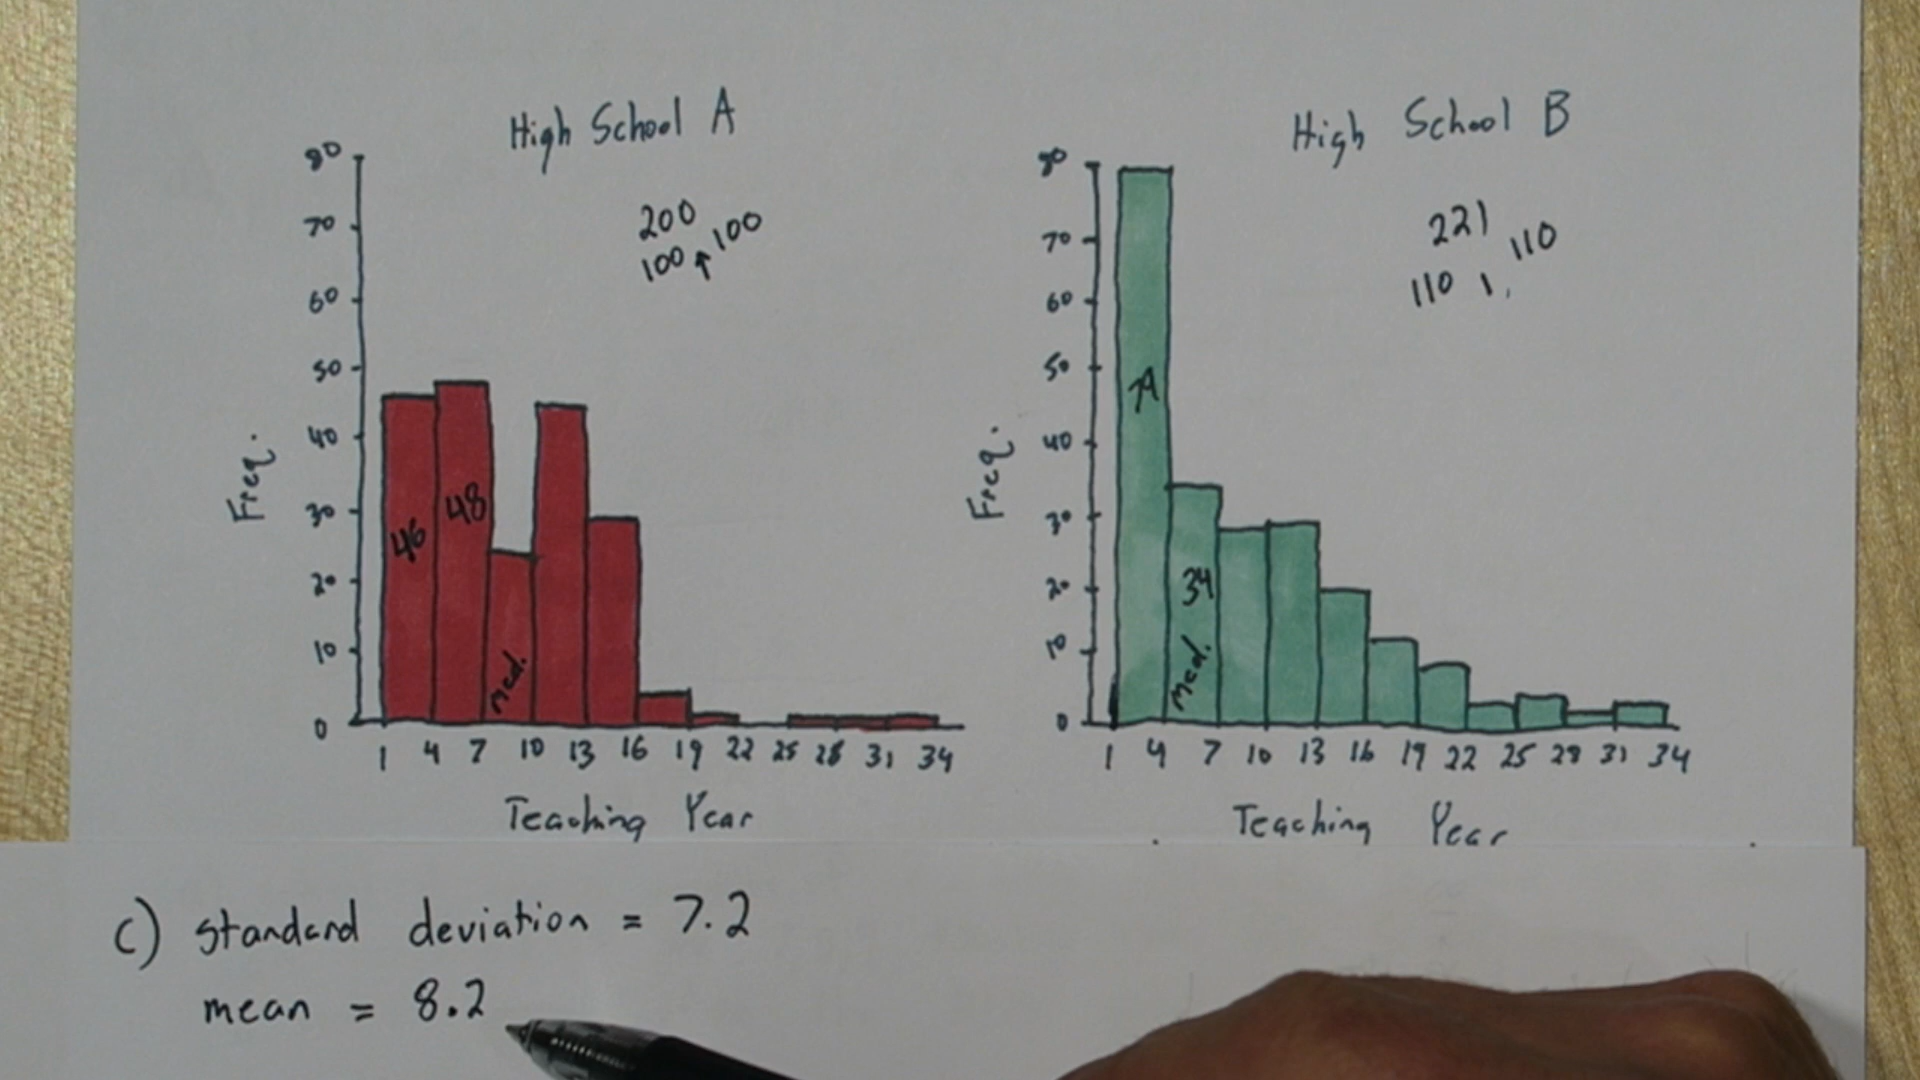 High School A
200
100 ↑ 100
80
70
60
50
40
30
20
10
0
Freq.
46
48
med.
1 4 7 10 13 16 19 22 25 28 31 34
Teaching Year
High School B
221
110 1 110
80
70
60
50
40
30
20
10
0
Freq.
79
34
med.
1 4 7 10 13 16 19 22 25 28 31 34
Teaching Year
c) standard deviation = 7.2
mean = 8.2